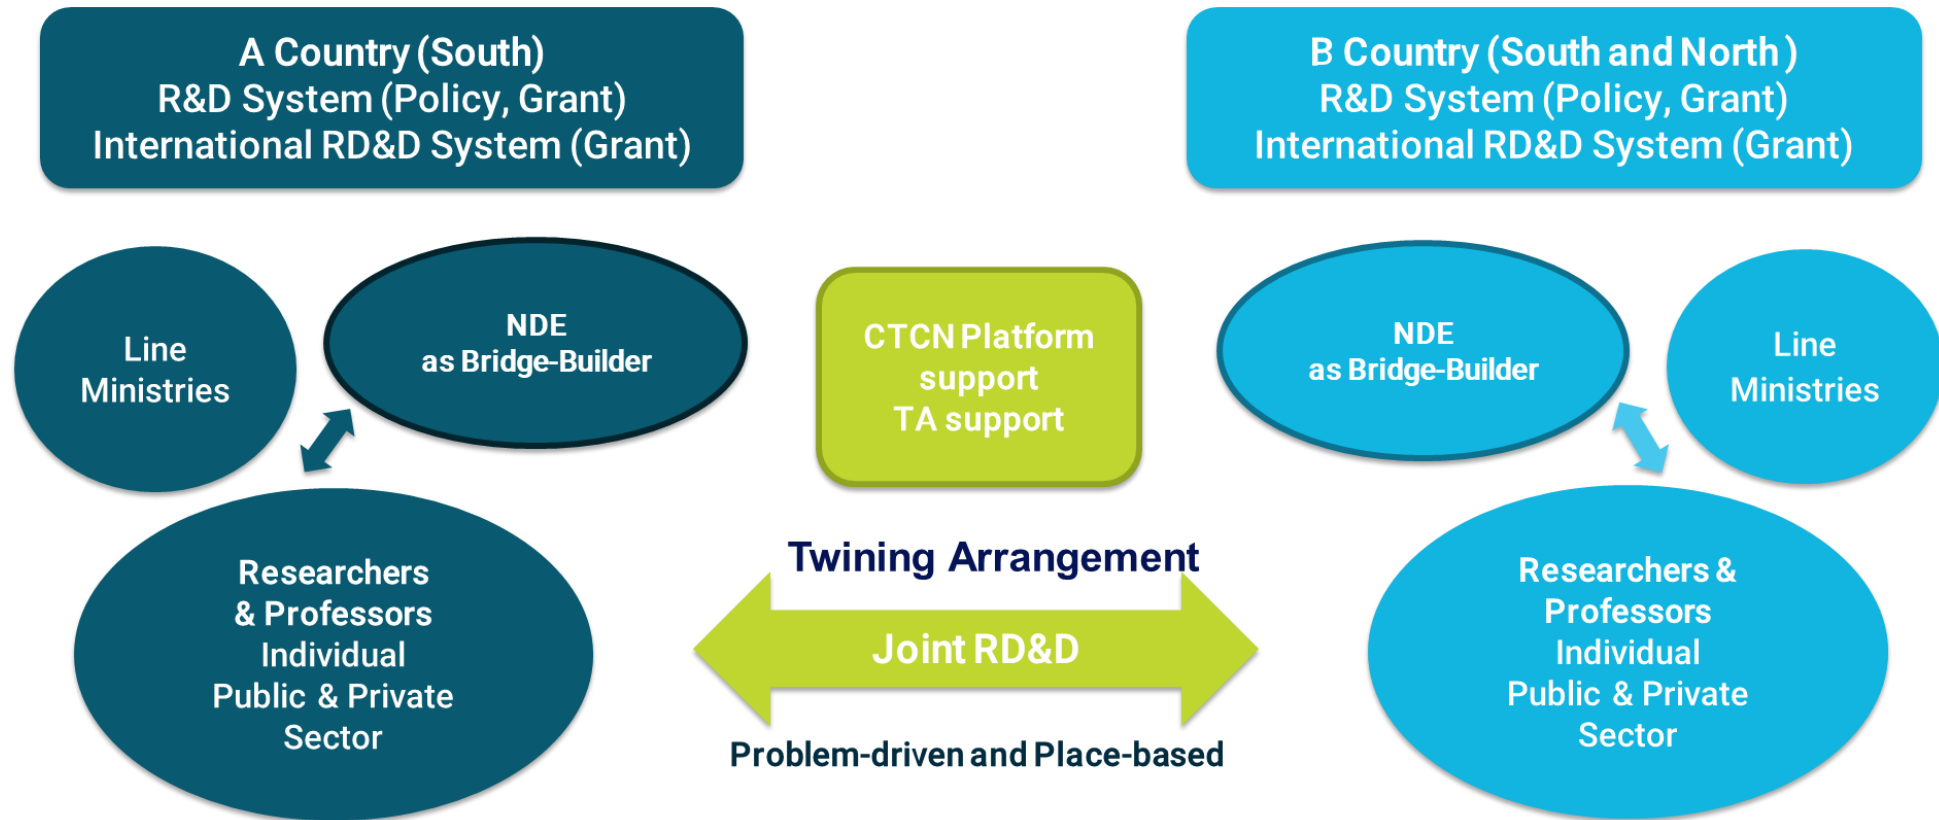 A Country (South)
R&D System (Policy, Grant)
International RD&D System (Grant)
B Country (South and North )
R&D System (Policy, Grant)
International RD&D System (Grant)
Line
Ministries
NDE
as Bridge-Builder
CTCN Platform
support
TA support
NDE
as Bridge-Builder
Line
Ministries
Researchers
& Professors
Individual
Public & Private
Sector
Twining Arrangement
Joint RD&D
Problem-driven and Place-based
Researchers &
Professors
Individual
Public & Private
Sector